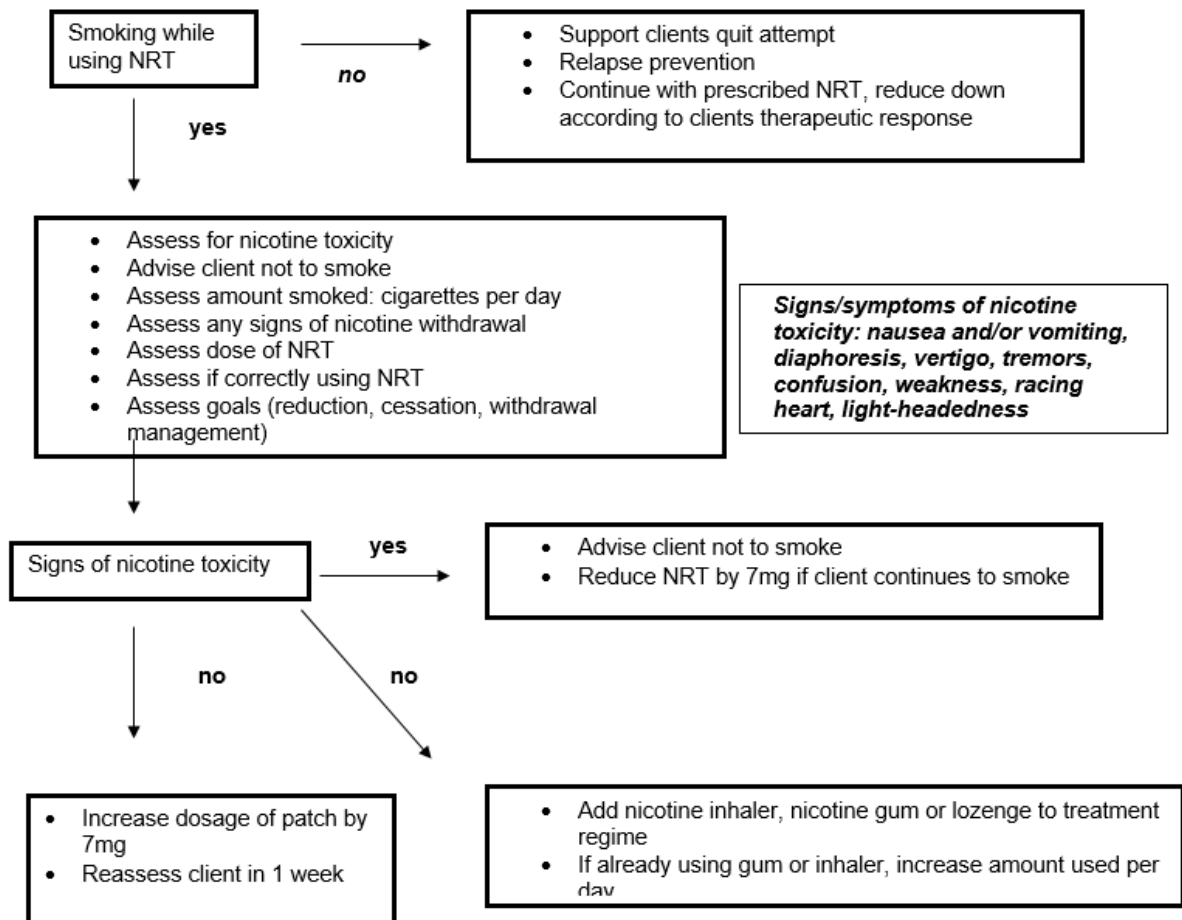 Smoking while
using NRT
no
• Support clients quit attempt
• Relapse prevention
• Continue with prescribed NRT, reduce down
according to clients therapeutic response
yes
• Assess for nicotine toxicity
• Advise client not to smoke
• Assess amount smoked: cigarettes per day
• Assess any signs of nicotine withdrawal
• Assess dose of NRT
• Assess if correctly using NRT
• Assess goals (reduction, cessation, withdrawal
management)
Signs/symptoms of nicotine
toxicity: nausea and/or vomiting,
diaphoresis, vertigo, tremors,
confusion, weakness, racing
heart, light-headedness
Signs of nicotine toxicity
yes
• Advise client not to smoke
• Reduce NRT by 7mg if client continues to smoke
no
no
• Increase dosage of patch by
7mg
• Reassess client in 1 week
• Add nicotine inhaler, nicotine gum or lozenge to treatment
regime
• If already using gum or inhaler, increase amount used per
day